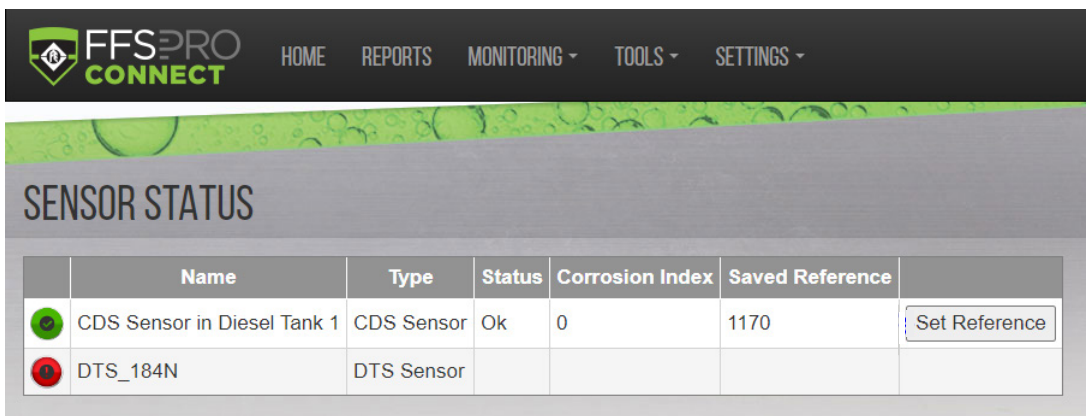 FFSPRO CONNECT HOME REPORTS MONITORING TOOLS SETTINGS
SENSOR STATUS
Name Type Status Corrosion Index Saved Reference
CDS Sensor in Diesel Tank 1 CDS Sensor Ok 0 1170 Set Reference
DTS_184N DTS Sensor